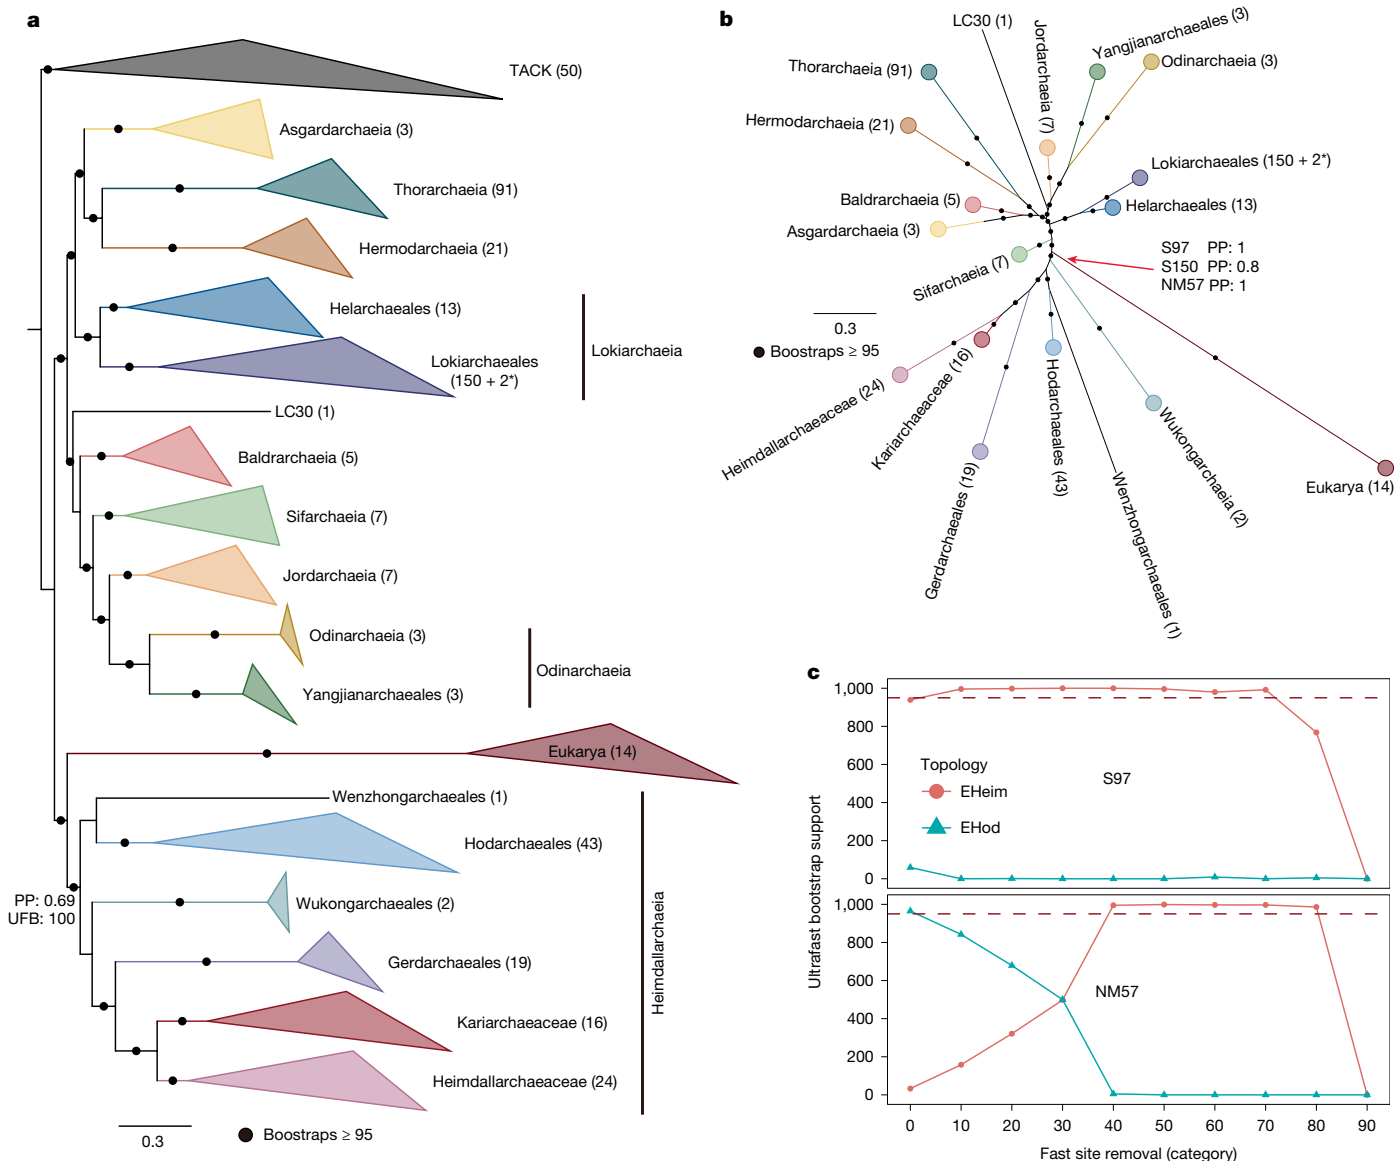 a
TACK (50)
Asgardarchaeia (3)
Thorarchaeia (91)
Hermodarchaeia (21)
Helarchaeales (13)
Lokiarchaeales
(150 + 2*)
Lokiarchaeia
LC30 (1)
Baldrarchaeia (5)
Sifarchaeia (7)
Jordarchaeia (7)
Odinarchaeia (3)
Yangjianarchaeales (3)
Odinarchaeia
Eukarya (14)
Wenzhongarchaeales (1)
Hodarchaeales (43)
Wukongarchaeales (2)
Gerdarchaeales (19)
Kariarchaeaceae (16)
Heimdallarchaeaceae (24)
Heimdallarchaeia
PP: 0.69
UFB: 100
0.3
Boostraps ≥ 95
b
LC30 (1)
Jordarchaeia (7)
Yangjianarchaeales (3)
Odinarchaeia (3)
Thorarchaeia (91)
Hermodarchaeia (21)
Lokiarchaeales (150 + 2*)
Helarchaeales (13)
Baldrarchaeia (5)
Asgardarchaeia (3)
Sifarchaeia (7)
S97 PP: 1
S150 PP: 0.8
NM57 PP: 1
0.3
Boostraps ≥ 95
Heimdallarchaeaceae (24)
Kariarchaeaceae (16)
Gerdarchaeales (19)
Hodarchaeales (43)
Wenzhongarchaeales (1)
Wukongarchaeia (2)
Eukarya (14)
c
Ultrafast bootstrap support
1,000
800
600
400
200
0
Topology
EHeim
EHod
S97
1,000
800
600
400
200
0
NM57
0 10 20 30 40 50 60 70 80 90
Fast site removal (category)